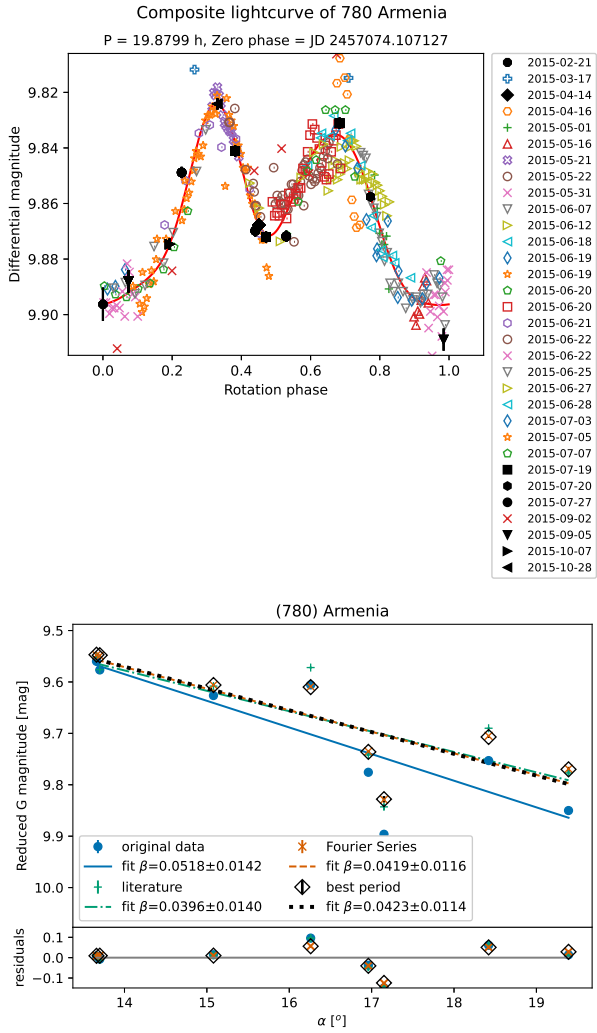 Composite lightcurve of 780 Armenia
P = 19.8799 h, Zero phase = JD 2457074.107127
Differential magnitude
9.82
9.84
9.86
9.88
9.90
0.0 0.2 0.4 0.6 0.8 1.0
Rotation phase
2015-02-21
2015-03-17
2015-04-14
2015-04-16
2015-05-01
2015-05-16
2015-05-21
2015-05-22
2015-05-31
2015-06-07
2015-06-12
2015-06-18
2015-06-19
2015-06-19
2015-06-20
2015-06-20
2015-06-21
2015-06-22
2015-06-22
2015-06-25
2015-06-27
2015-06-28
2015-07-03
2015-07-05
2015-07-07
2015-07-19
2015-07-20
2015-07-27
2015-09-02
2015-09-05
2015-10-07
2015-10-28
(780) Armenia
Reduced G magnitude [mag]
9.5
9.6
9.7
9.8
9.9
10.0
original data
fit β=0.0518±0.0142
literature
fit β=0.0396±0.0140
Fourier Series
fit β=0.0419±0.0116
best period
fit β=0.0423±0.0114
residuals
0.1
0.0
−0.1
14 15 16 17 18 19
α [°]